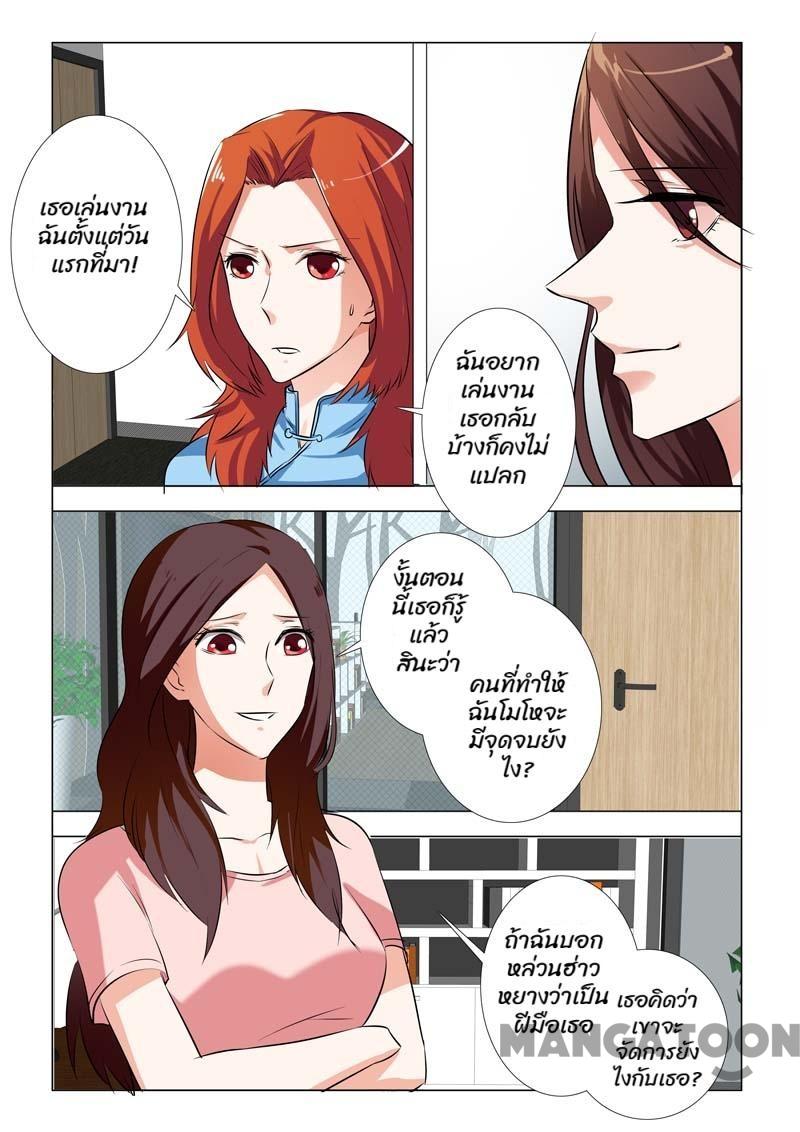 เธอเล่นงาน
ฉันตั้งแต่วัน
แรกที่มา!
ฉันอยาก
เล่นงาน
เธอกลับ
บ้างก็คงไม่
แปลก
งั้นตอน
นี้เธอก็รู้
แล้ว
สินะว่า
คนที่ทำให้
ฉันโมโหจะ
มีจุดจบยัง
ไง?
ถ้าฉันบอก
หล่วนฮ่าว
หยางว่าเป็น
ฝีมือเธอ
เธอคิดว่า
เขาจะ
จัดการยัง
ไงกับเธอ?
MANGATOON